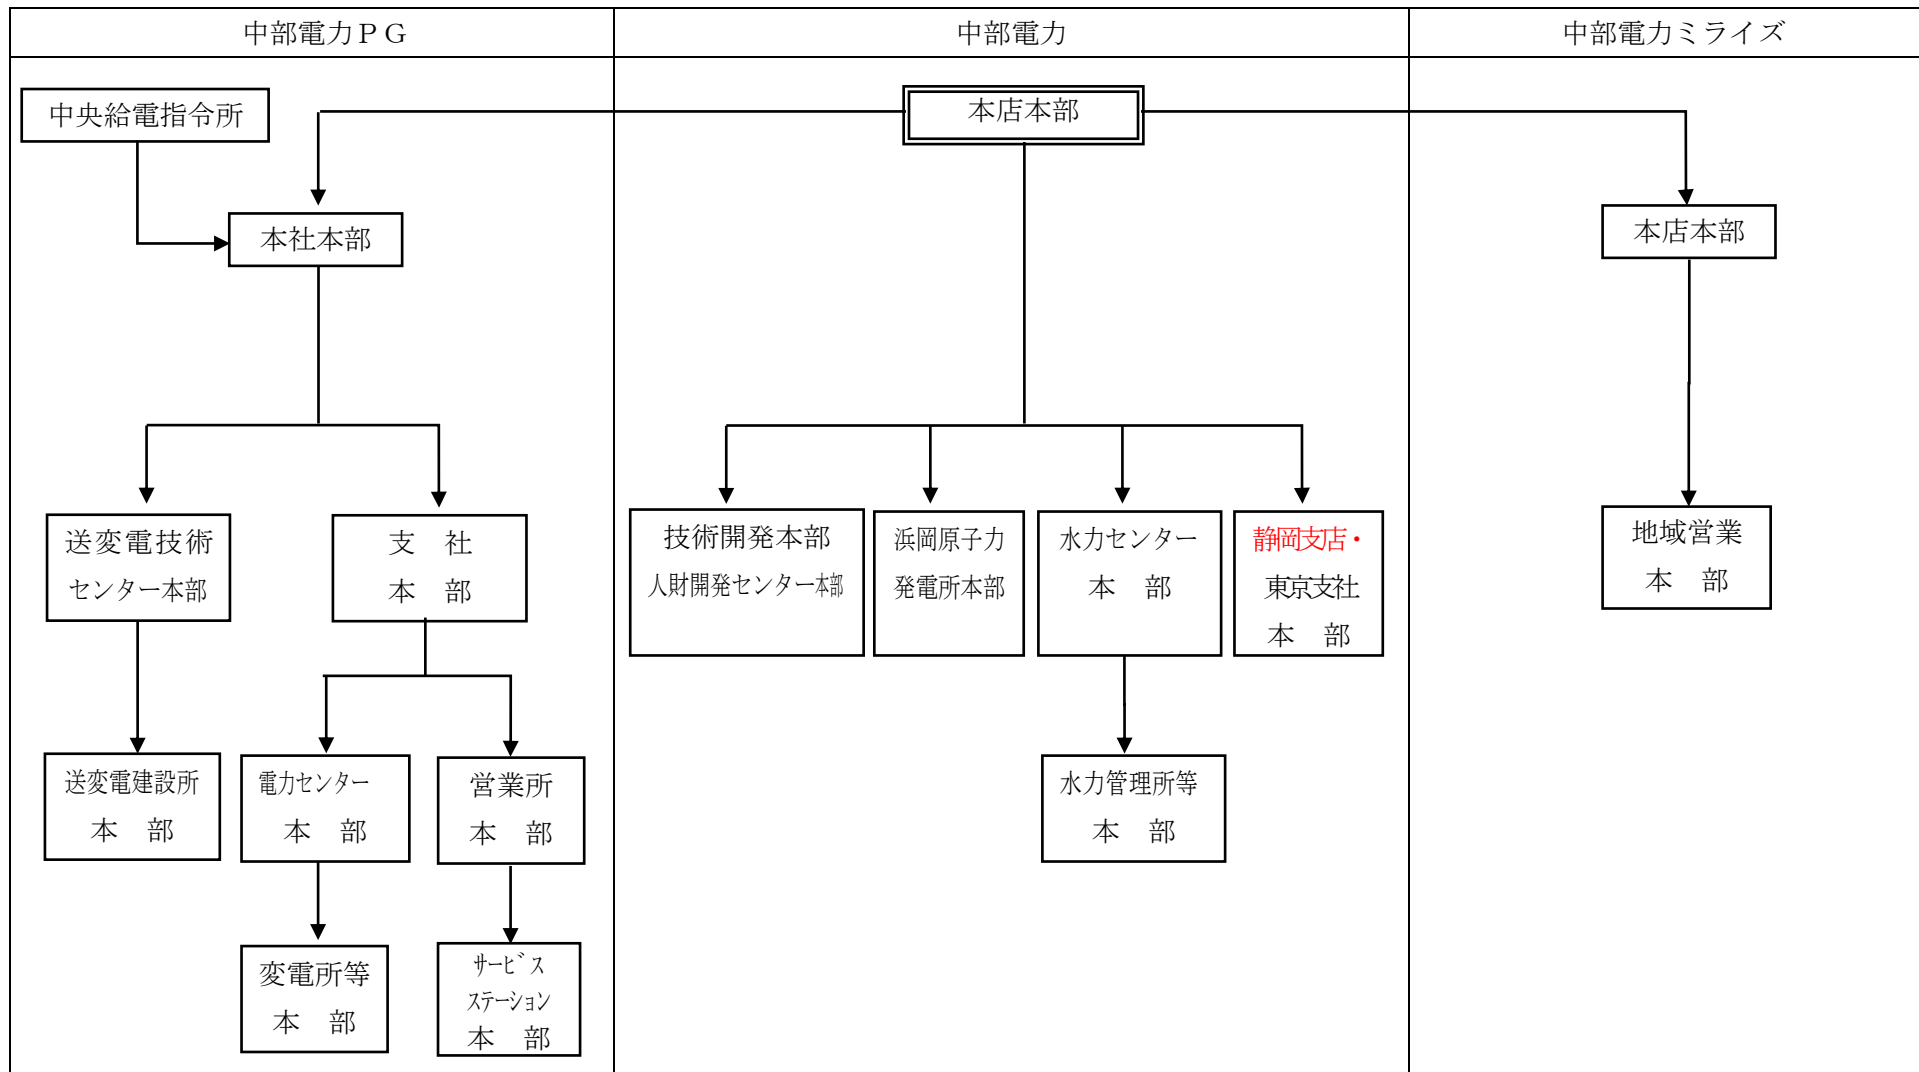 中部電力ＰＧ
中部電力
中部電力ミライズ
中央給電指令所
本店本部
本社本部
本店本部
送変電技術
センター本部
支　社
本　部
技術開発本部
人財開発センター本部
浜岡原子力
発電所本部
水力センター
本　部
静岡支店・
東京支社
本　部
地域営業
本　部
送変電建設所
本　部
電力センター
本　部
営業所
本　部
水力管理所等
本　部
変電所等
本　部
サービス
ステーション
本　部